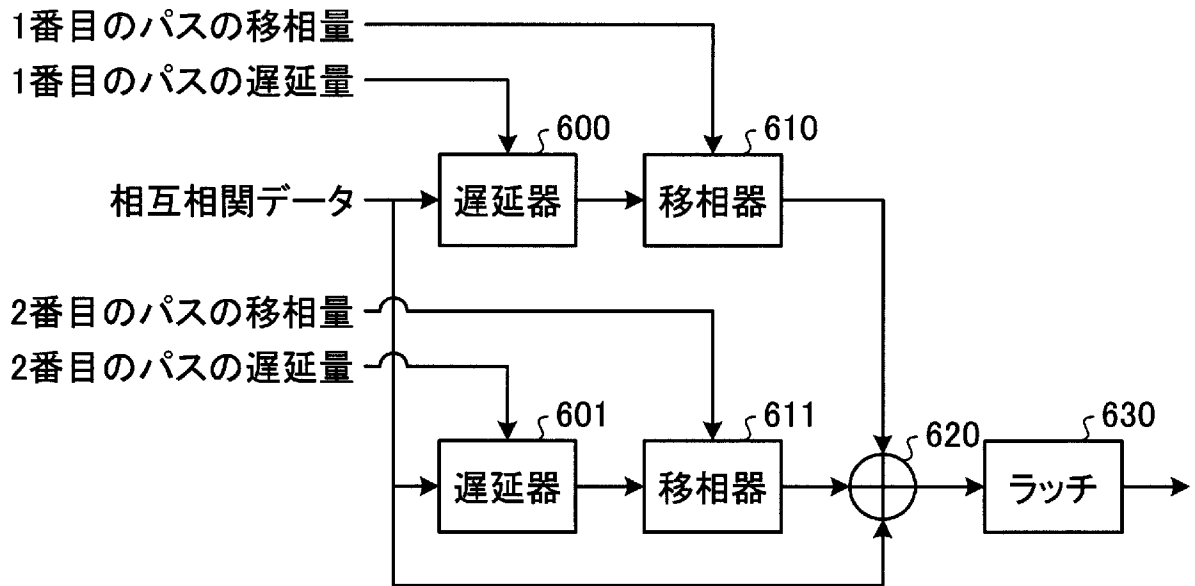 1番目のパスの移相量
1番目のパスの遅延量
600
610
相互相関データ
遅延器
移相器
2番目のパスの移相量
2番目のパスの遅延量
601
611
620
630
遅延器
移相器
ラッチ